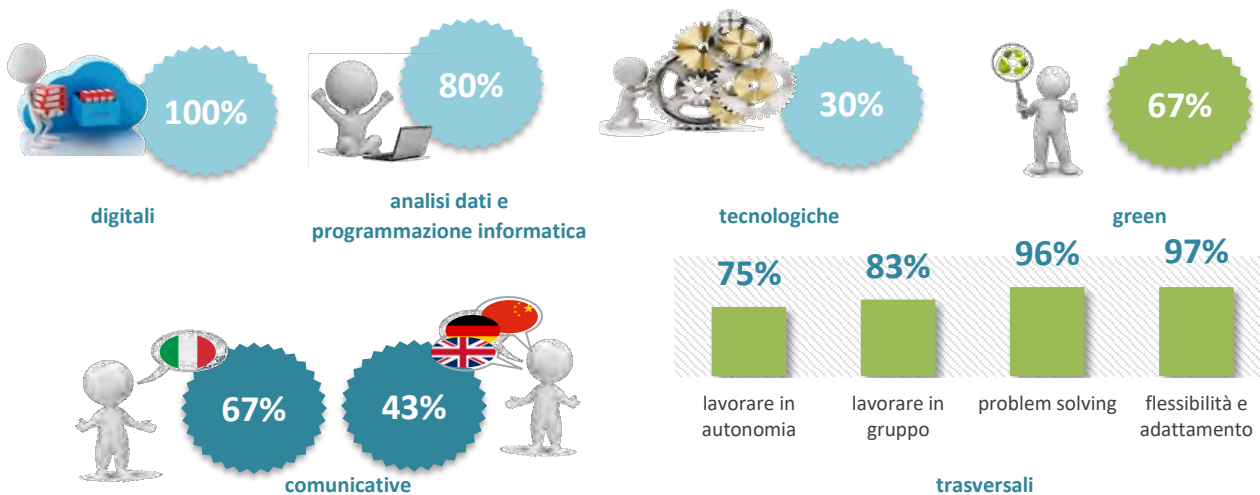 100%
80%
30%
67%
digitali
analisi dati e
programmazione informatica
tecnologiche
green
75%
83%
96%
97%
lavorare in
autonomia
lavorare in
gruppo
problem solving
flessibilità e
adattamento
67%
43%
comunicative
trasversali